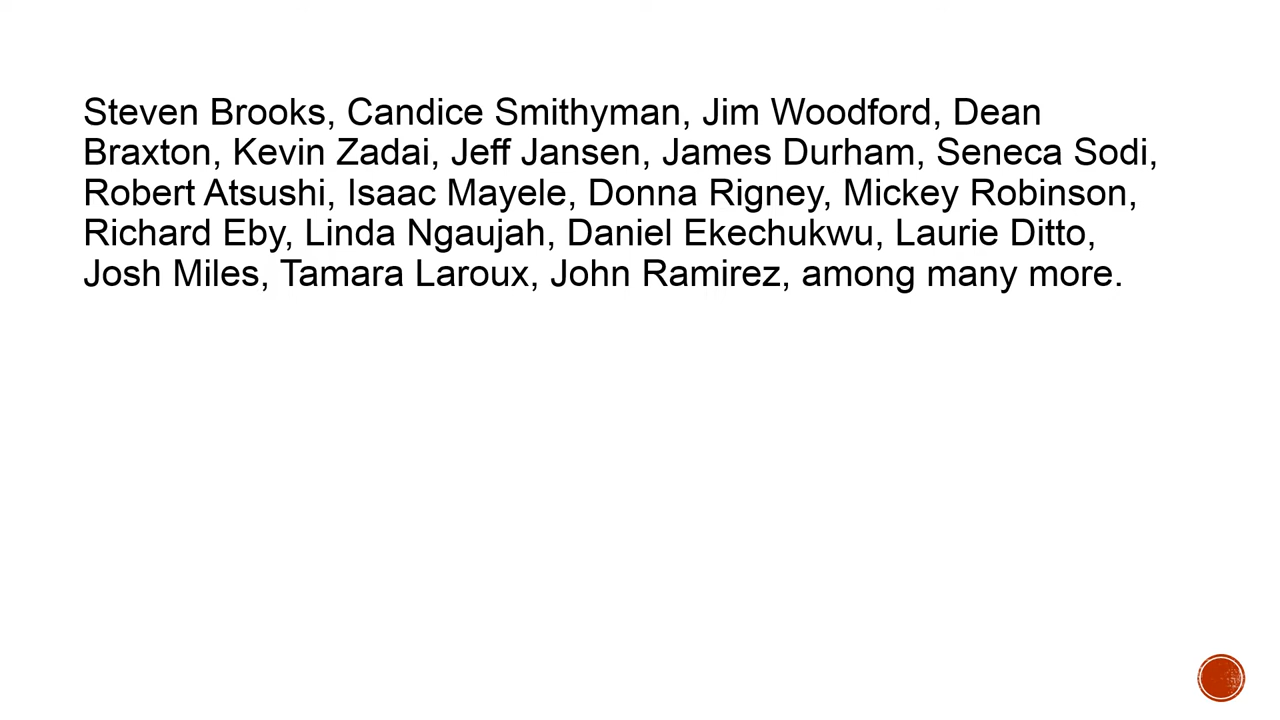 Steven Brooks, Candice Smithyman, Jim Woodford, Dean
Braxton, Kevin Zadai, Jeff Jansen, James Durham, Seneca Sodi,
Robert Atsushi, Isaac Mayele, Donna Rigney, Mickey Robinson,
Richard Eby, Linda Ngaujah, Daniel Ekechukwu, Laurie Ditto,
Josh Miles, Tamara Laroux, John Ramirez, among many more.